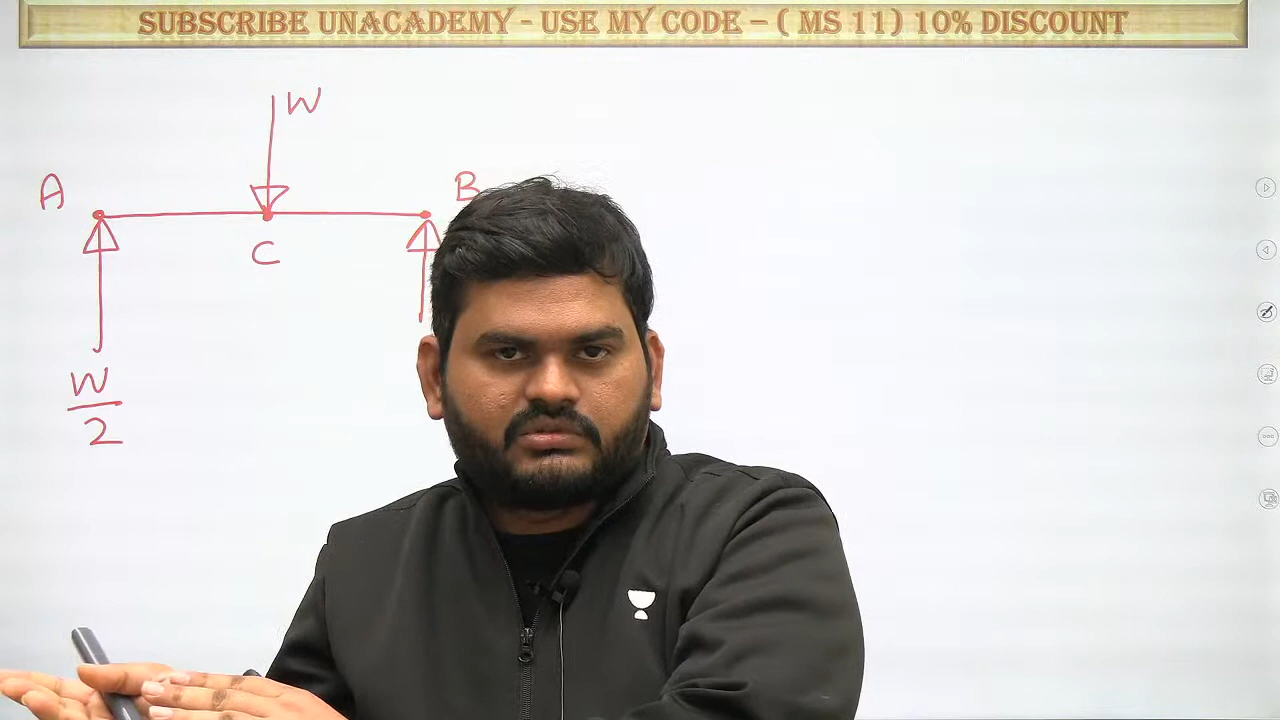 SUBSCRIBE UNACADEMY - USE MY CODE – ( MS 11) 10% DISCOUNT
W
A
B
C
W
2